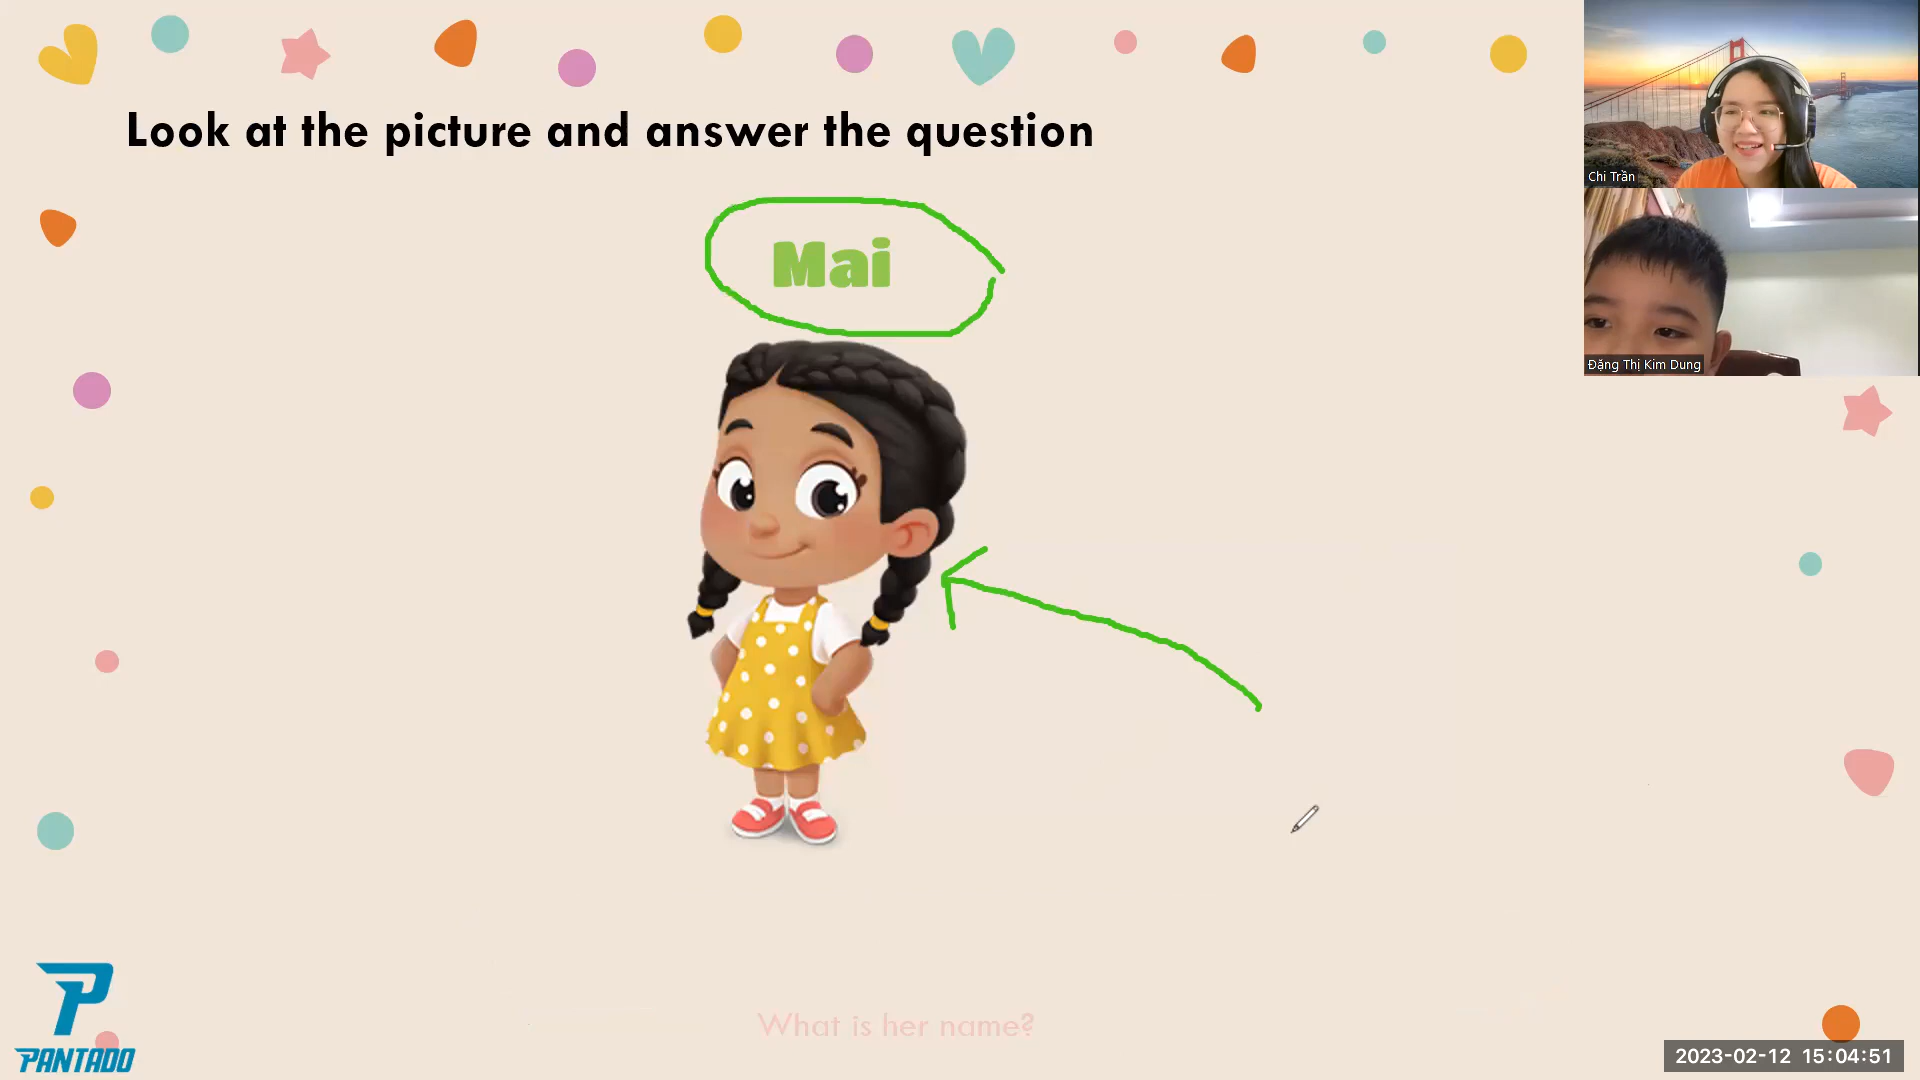 Look at the picture and answer the question
Chi Trần
Mai
Đặng Thị Kim Dung
What is her name?
PANTADO
2023-02-12 15:04:51